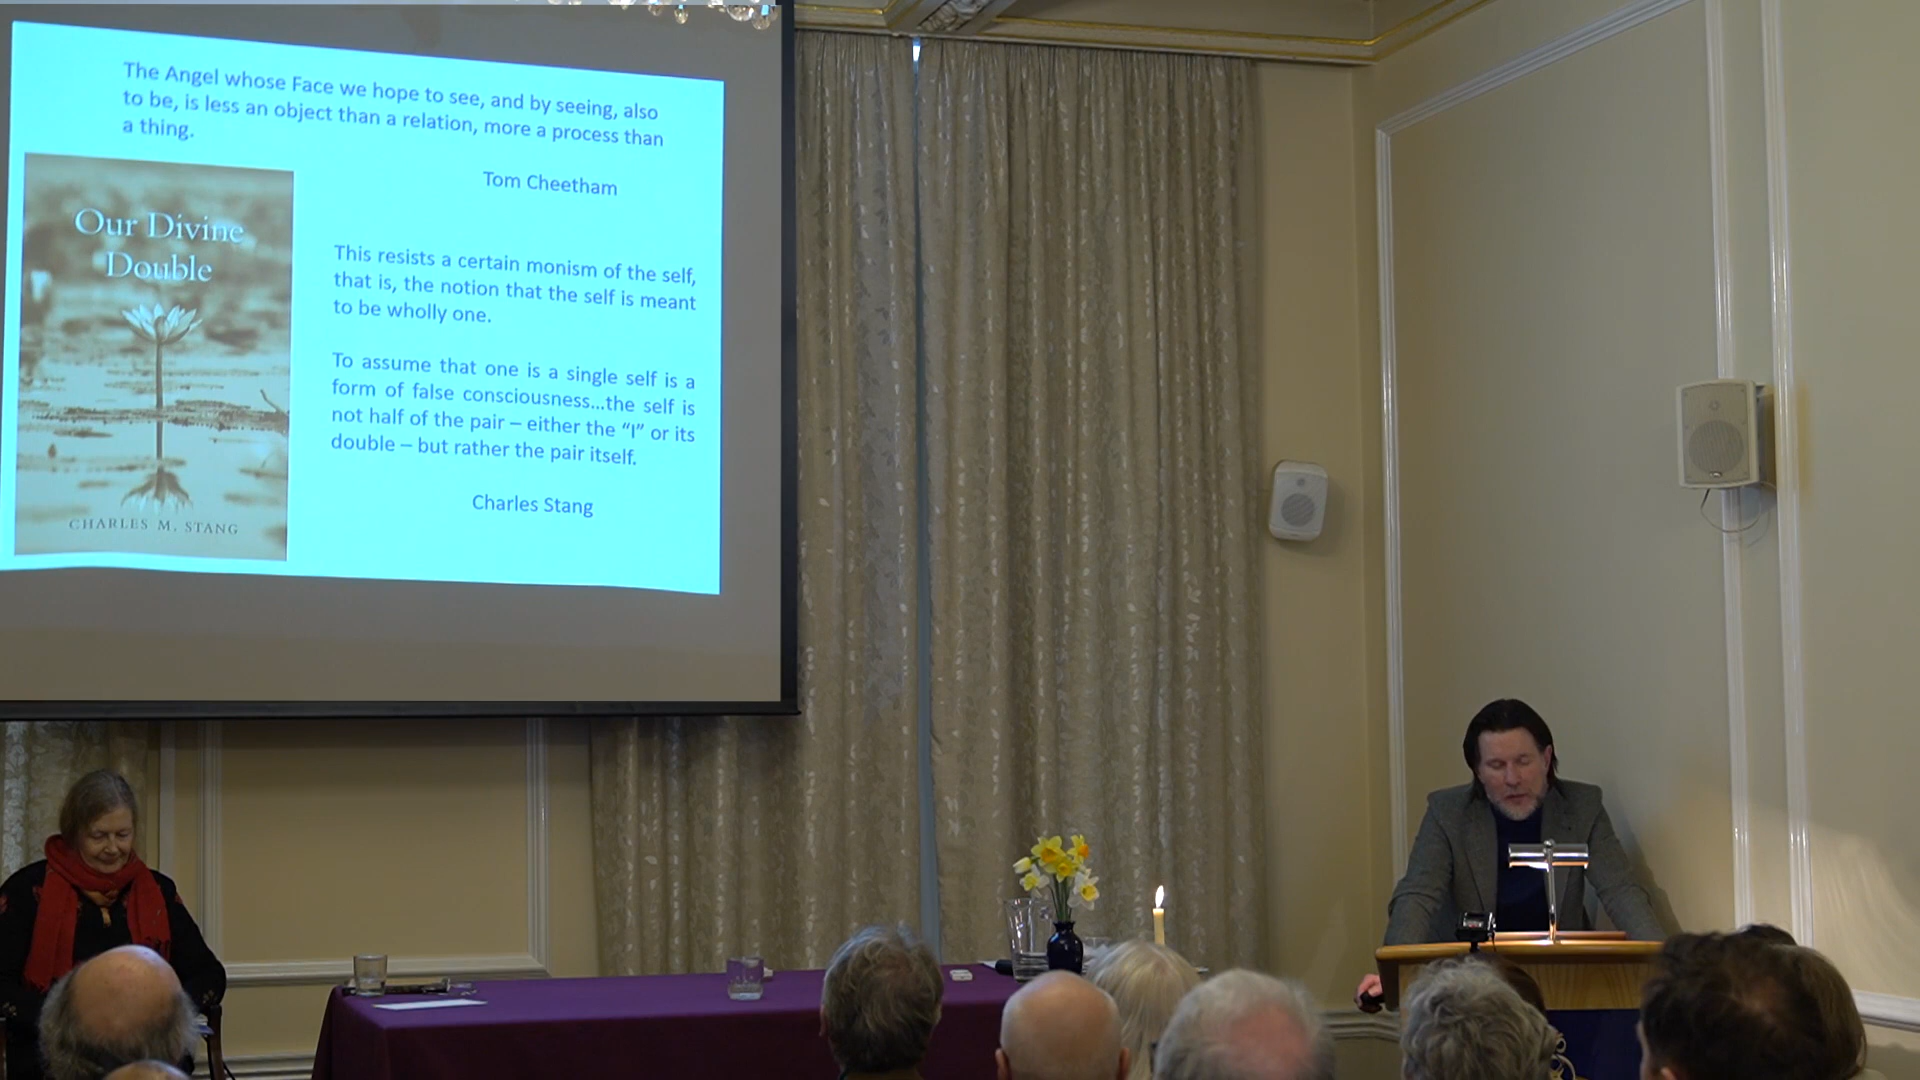 The Angel whose Face we hope to see, and by seeing, also
to be, is less an object than a relation, more a process than
a thing.
Tom Cheetham
Our Divine
Double
CHARLES M. STANG
This resists a certain monism of the self,
that is, the notion that the self is meant
to be wholly one.
To assume that one is a single self is a
form of false consciousness...the self is
not half of the pair – either the “I” or its
double – but rather the pair itself.
Charles Stang